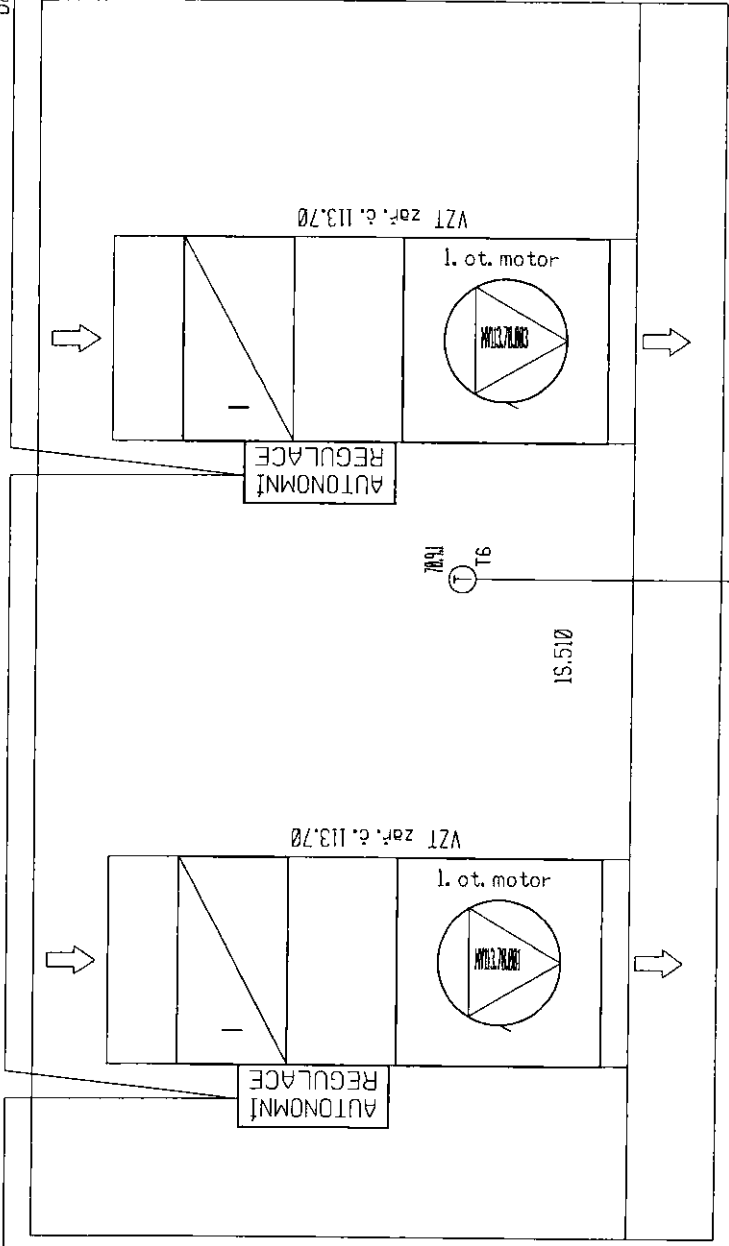 VZT zař. č. 113.70
1. ot. motor
AUTONOMNÍ
REGULACE
T
T6
1S.510
VZT zař. č. 113.70
1. ot. motor
AUTONOMNÍ
REGULACE